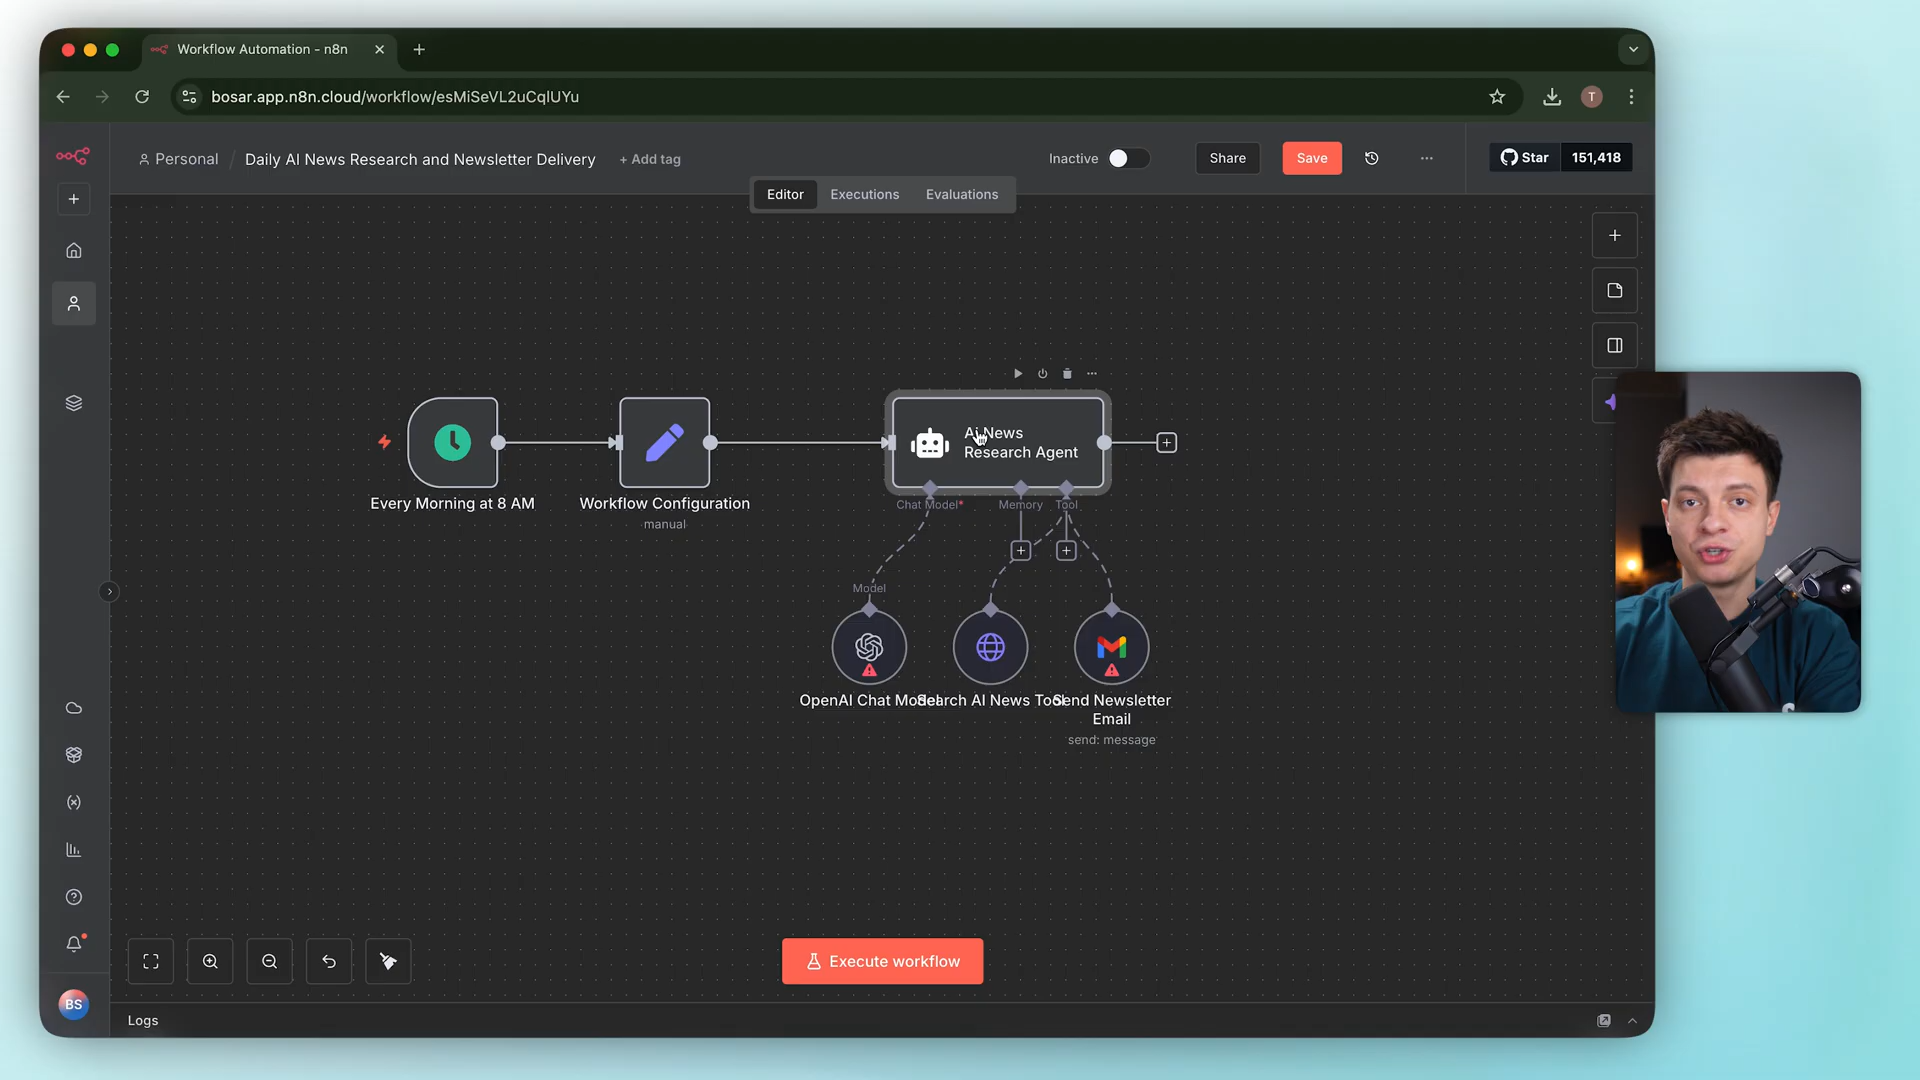 Workflow Automation - n8n
bosar.app.n8n.cloud/workflow/esMiSeVL2uCqlUYu
T
Personal / Daily AI News Research and Newsletter Delivery + Add tag
Inactive
Share
Save
Star 151,418
Editor Executions Evaluations
AI News
Research Agent
Every Morning at 8 AM
Workflow Configuration
manual
Chat Model*
Memory
Tool
Model
OpenAI Chat Model
Search AI News Tool
Send Newsletter
Email
send: message
Execute workflow
BS
Logs